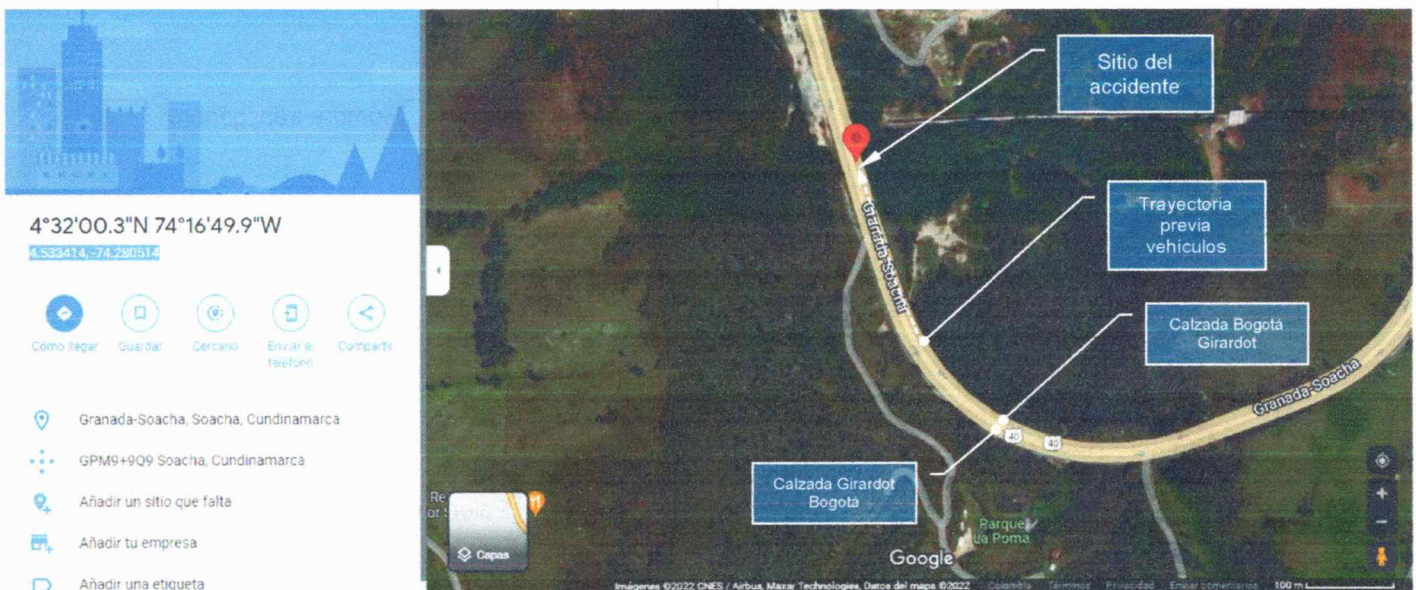 4°32'00.3"N 74°16'49.9"W
4.533414, -74.280514
Cómo llegar
Guardar
Cercano
Enviar a
teléfono
Compartir
Granada-Soacha, Soacha, Cundinamarca
GPM9+9Q9 Soacha, Cundinamarca
Añadir un sitio que falta
Añadir tu empresa
Añadir una etiqueta
Sitio del
accidente
Granada-Soacha
Trayectoria
previa
vehiculos
Calzada Bogotá
Girardot
Granada-Soacha
40
40
Calzada Girardot
Bogotá
Re
Capas
Parque
La Poma
Google
Imágenes ©2022 CNES / Airbus, Maxar Technologies, Datos del mapa ©2022 Colombia Términos Privacidad Enviar comentarios 100 m